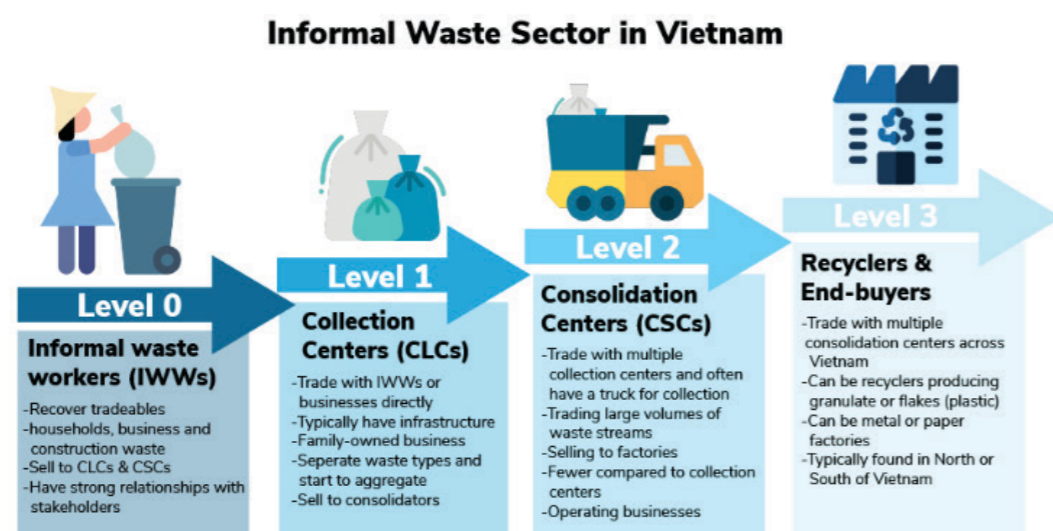 Informal Waste Sector in Vietnam
Level 0
Informal waste
workers (IWWs)
-Recover tradeables
-households, business and
construction waste
-Sell to CLCs & CSCs
-Have strong relationships with
stakeholders
Level 1
Collection
Centers (CLCs)
-Trade with IWWs or
businesses directly
-Typically have infrastructure
-Family-owned business
-Seperate waste types and
start to aggregate
-Sell to consolidators
Level 2
Consolidation
Centers (CSCs)
-Trade with multiple
collection centers and often
have a truck for collection
-Trading large volumes of
waste streams
-Selling to factories
-Fewer compared to collection
centers
-Operating businesses
Level 3
Recyclers &
End-buyers
-Trade with multiple
consolidation centers across
Vietnam
-Can be recyclers producing
granulate or flakes (plastic)
-Can be metal or paper
factories
-Typically found in North or
South of Vietnam